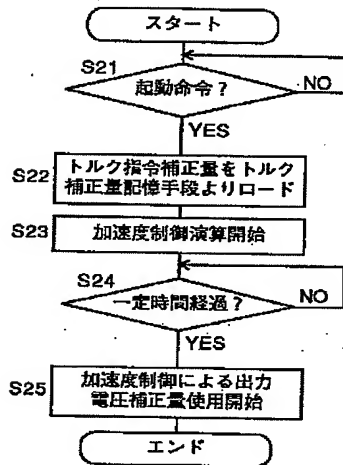 スタート
S21
起動命令？
NO
YES
S22
トルク指令補正量をトルク
補正量記憶手段よりロード
S23
加速度制御演算開始
S24
一定時間経過？
NO
YES
S25
加速度制御による出力
電圧補正量使用開始
エンド